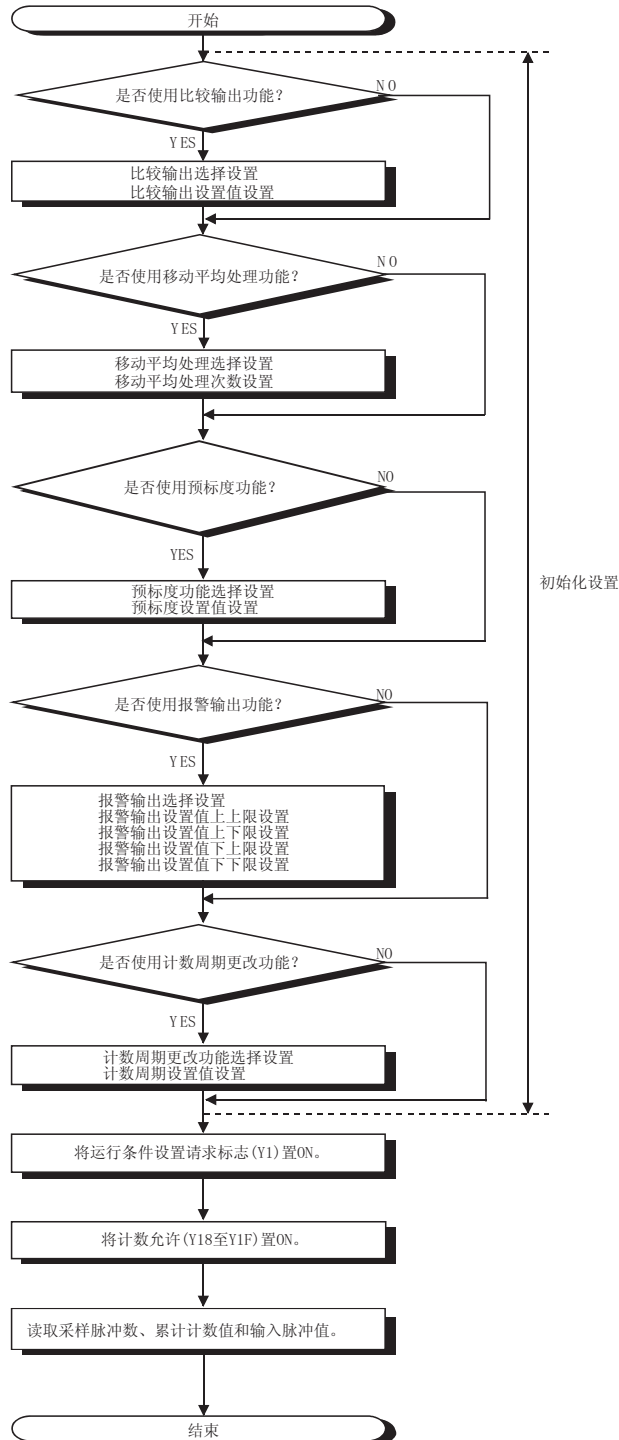 开始
是否使用比较输出功能?
NO
YES
比较输出选择设置
比较输出设置值设置
是否使用移动平均处理功能?
NO
YES
移动平均处理选择设置
移动平均处理次数设置
是否使用预标度功能?
NO
YES
预标度功能选择设置
预标度设置值设置
初始化设置
是否使用报警输出功能?
NO
YES
报警输出选择设置
报警输出设置值上上限设置
报警输出设置值上下限设置
报警输出设置值下上限设置
报警输出设置值下下限设置
是否使用计数周期更改功能?
NO
YES
计数周期更改功能选择设置
计数周期设置值设置
将运行条件设置请求标志(Y1)置ON。
将计数允许(Y18至Y1F)置ON。
读取采样脉冲数、累计计数值和输入脉冲值。
结束